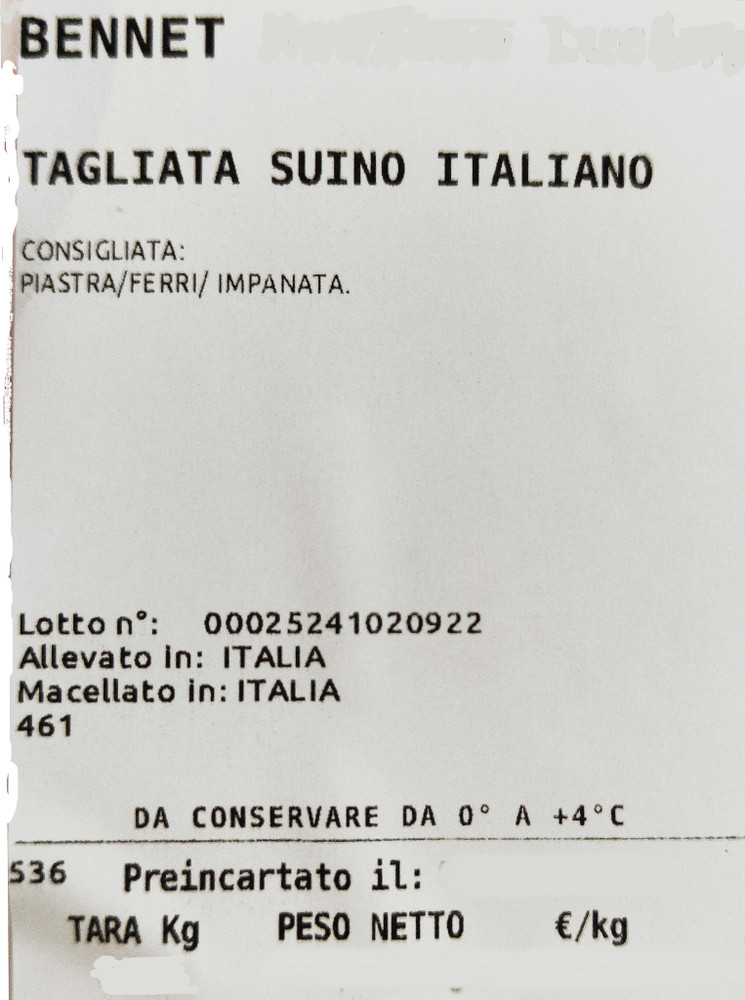 BENNET
TAGLIATA SUINO ITALIANO
CONSIGLIATA:
PIASTRA/FERRI/ IMPANATA.
Lotto n°: 00025241020922
Allevato in: ITALIA
Macellato in: ITALIA
461
DA CONSERVARE DA 0° A +4°C
536 Preincartato il:
TARA Kg PESO NETTO €/kg